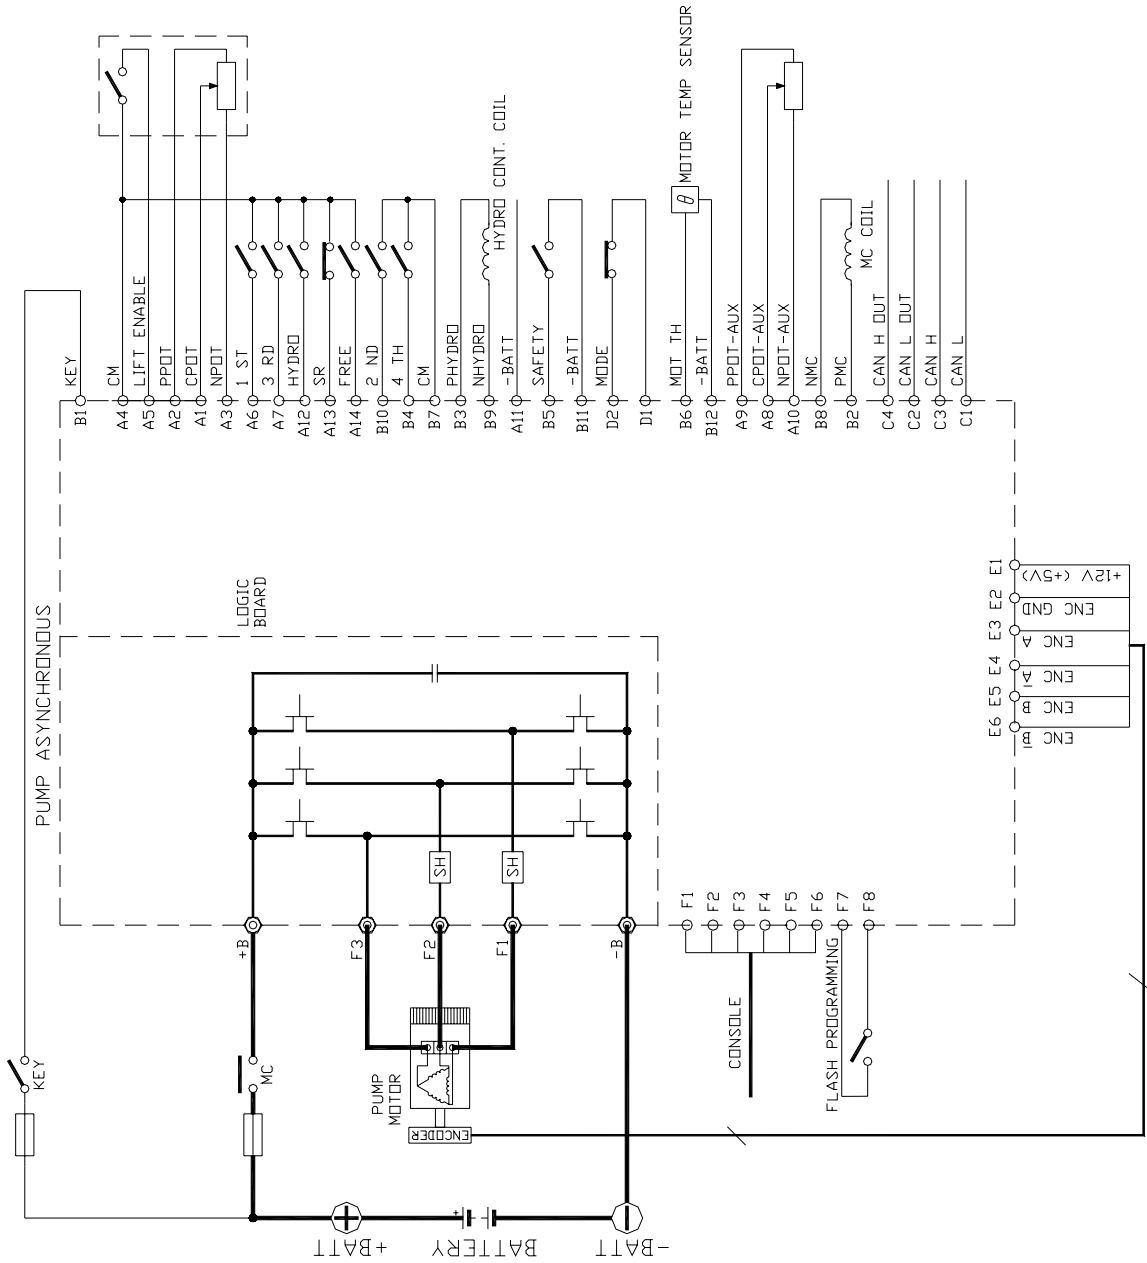 PUMP ASYNCHRONOUS
LOGIC
BOARD
KEY
B1
CM
A4
LIFT ENABLE
A5
PPOT
A2
CPOT
A1
NPOT
A3
1 ST
A6
3 RD
A7
HYDRO
A12
SR
A13
FREE
A14
2 ND
B10
4 TH
B4
CM
B7
PHYDRO
B3
NHYDRO
B9
HYDRO CONT. COIL
-BATT
A11
SAFETY
B5
-BATT
B11
MODE
D2
D1
MOT TH
B6
-BATT
B12
θ
MOTOR TEMP SENSOR
PPOT-AUX
A9
CPOT-AUX
A8
NPOT-AUX
A10
NMC
B8
PMC
B2
MC COIL
CAN H OUT
C4
CAN L OUT
C2
CAN H
C3
CAN L
C1
E1
+12V (+5V)
E2
ENC GND
E3
ENC A
E4
ENC A̅
E5
ENC B
E6
ENC B̅
SH
SH
+B
F3
F2
F1
-B
F1
F2
F3
F4
F5
F6
F7
F8
CONSOLE
FLASH PROGRAMMING
KEY
MC
PUMP
MOTOR
ENCODER
+BATT
+
BATTERY
-BATT